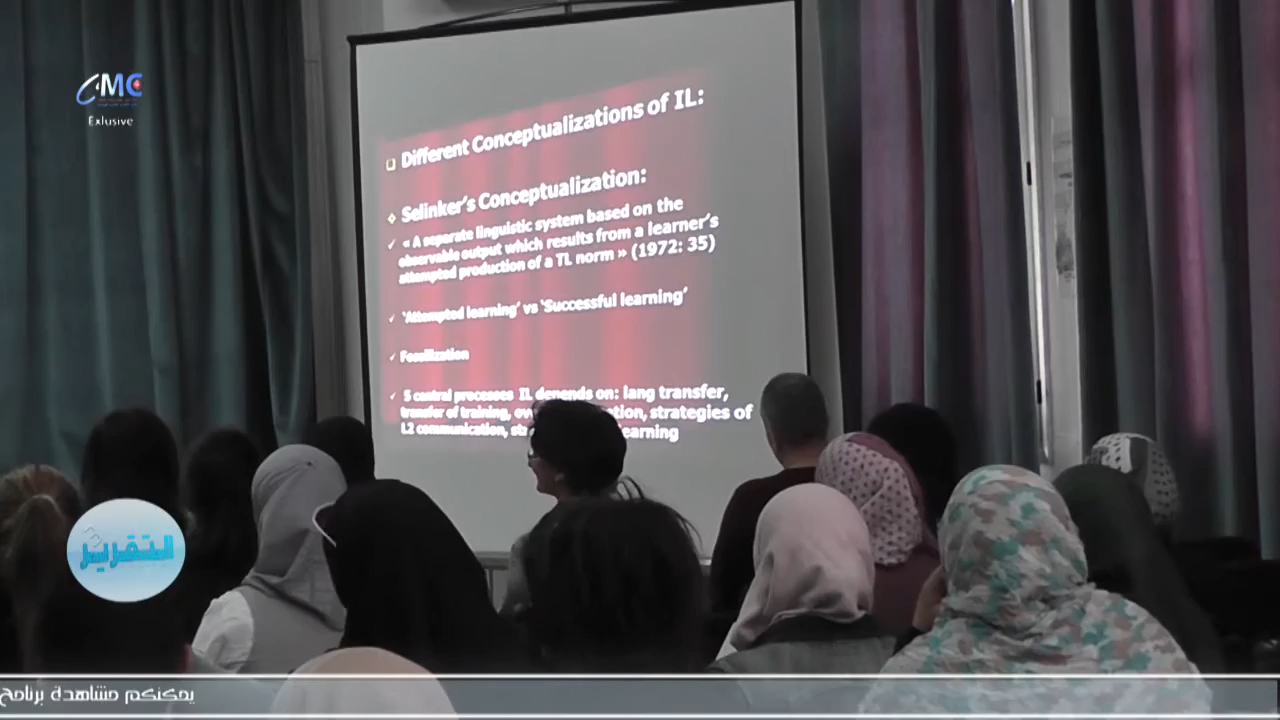 CMC
Exlusive
Different Conceptualizations of IL:
Selinker's Conceptualization:
« A separate linguistic system based on the
observable output which results from a learner's
attempted production of a TL norm » (1972: 35)
'Attempted learning' vs 'Successful learning'
Fossilization
5 central processes IL depends on: lang transfer,
transfer of training, strategies of
L2 communication, learning
التقرير
يمكنكم مشاهدة برنامج